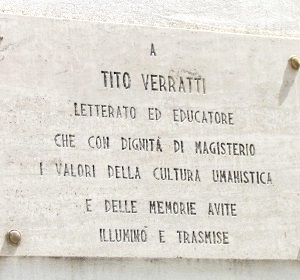 A
TITO VERRATTI
LETTERATO ED EDUCATORE
CHE CON DIGNITÀ DI MAGISTERIO
I VALORI DELLA CULTURA UMANISTICA
E DELLE MEMORIE AVITE
ILLUMINÒ E TRASMISE